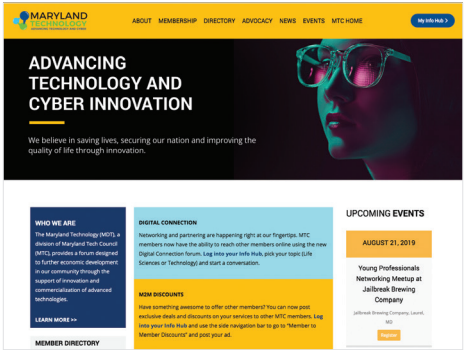 MARYLAND
TECHNOLOGY
ADVANCING TECHNOLOGY AND CYBER
ABOUT MEMBERSHIP DIRECTORY ADVOCACY NEWS EVENTS MTC HOME
My Info Hub >
ADVANCING
TECHNOLOGY AND
CYBER INNOVATION
We believe in saving lives, securing our nation and improving the
quality of life through innovation.
WHO WE ARE
The Maryland Technology (MDT), a
division of Maryland Tech Council
(MTC), provides a forum designed
to further economic development
in our community through the
support of innovation and
commercialization of advanced
technologies.
LEARN MORE >>
MEMBER DIRECTORY
DIGITAL CONNECTION
Networking and partnering are happening right at our fingertips. MTC
members now have the ability to reach other members online using the new
Digital Connection forum. Log into your Info Hub, pick your topic (Life
Sciences or Technology) and start a conversation.
M2M DISCOUNTS
Have something awesome to offer other members? You can now post
exclusive deals and discounts on your services to other MTC members. Log
into your Info Hub and use the side navigation bar to go to "Member to
Member Discounts" and post your ad.
UPCOMING EVENTS
AUGUST 21, 2019
Young Professionals
Networking Meetup at
Jailbreak Brewing
Company
Jailbreak Brewing Company, Laurel,
MD
Register